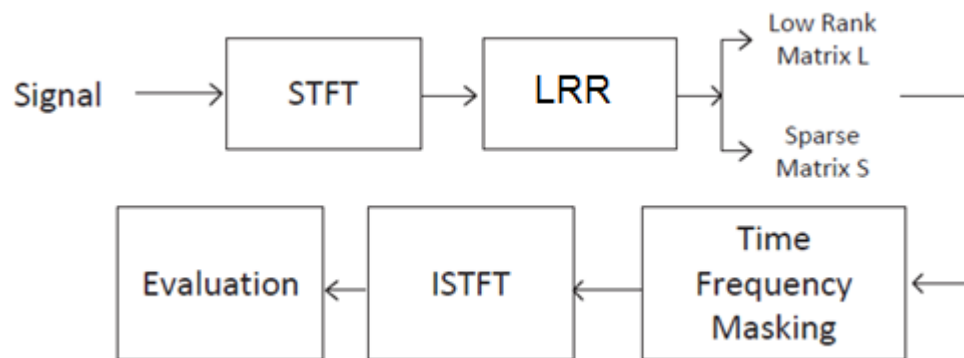 Signal
STFT
LRR
Low Rank
Matrix L
Sparse
Matrix S
Time
Frequency
Masking
ISTFT
Evaluation